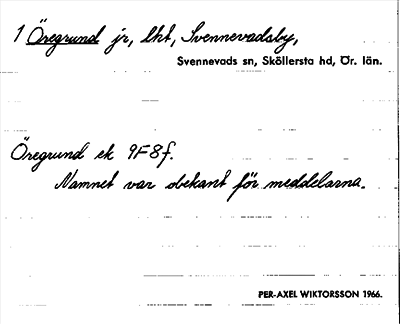 1 Öregrund jr, lht, Svennevadsby,
Svennevads sn, Sköllersta hd, Ör. län.
Öregrund ek 9F8f.
Namnet var obekant för meddelarna.
PER-AXEL WIKTORSSON 1966.